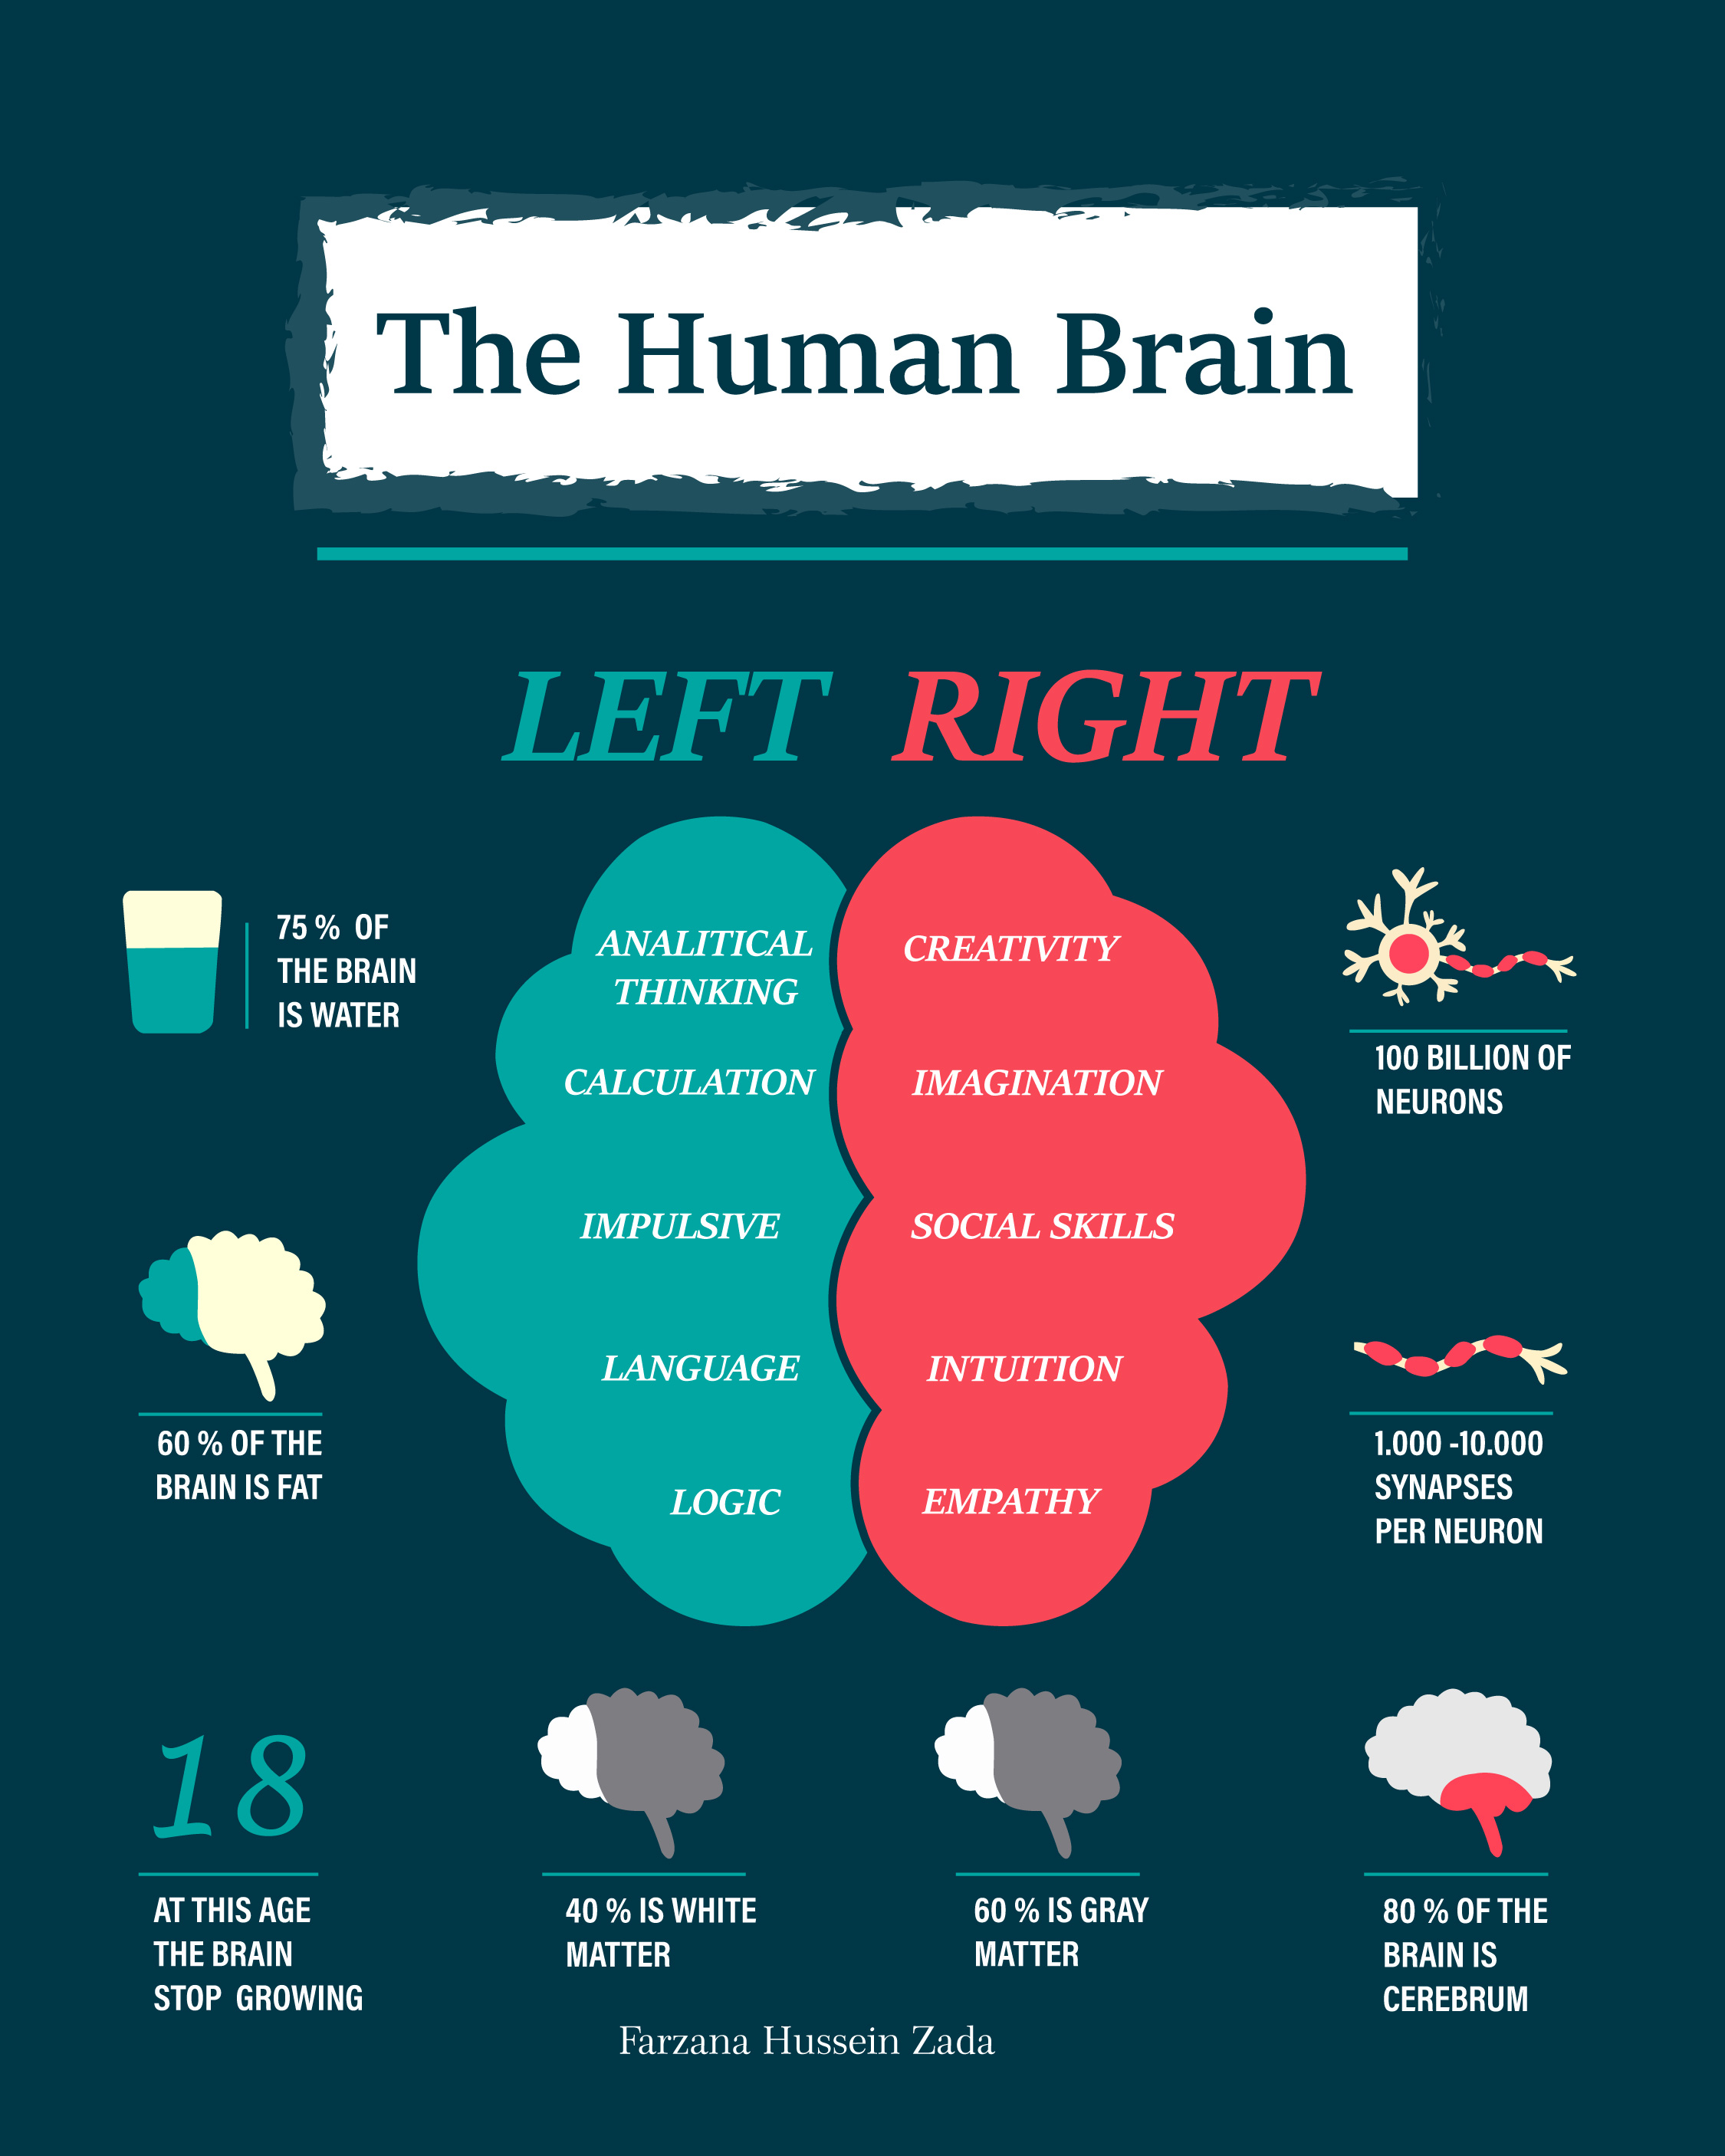 The Human Brain
LEFT RIGHT
75 % OF
THE BRAIN
IS WATER
60 % OF THE
BRAIN IS FAT
ANALITICAL
THINKING
CALCULATION
IMPULSIVE
LANGUAGE
LOGIC
CREATIVITY
IMAGINATION
SOCIAL SKILLS
INTUITION
EMPATHY
100 BILLION OF
NEURONS
1.000 -10.000
SYNAPSES
PER NEURON
18
AT THIS AGE
THE BRAIN
STOP GROWING
40 % IS WHITE
MATTER
60 % IS GRAY
MATTER
80 % OF THE
BRAIN IS
CEREBRUM
Farzana Hussein Zada